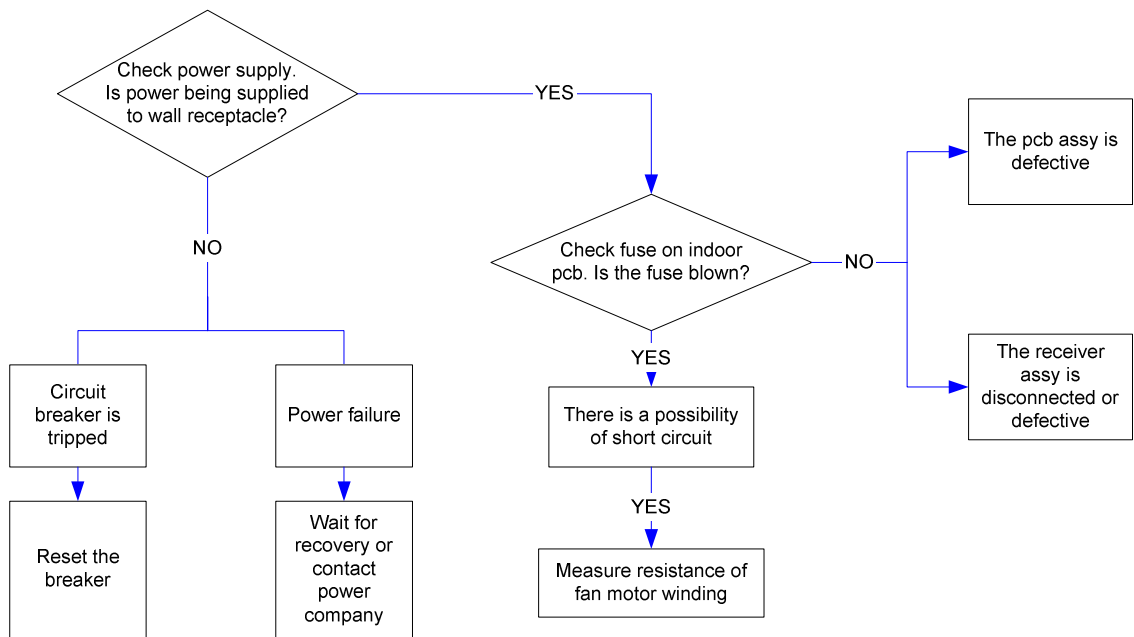 Check power supply.
Is power being supplied
to wall receptacle?
YES
The pcb assy is
defective
NO
Check fuse on indoor
pcb. Is the fuse blown?
NO
YES
The receiver
assy is
disconnected or
defective
Circuit
breaker is
tripped
Power failure
There is a possibility
of short circuit
YES
Reset the
breaker
Wait for
recovery or
contact
power
company
Measure resistance of
fan motor winding